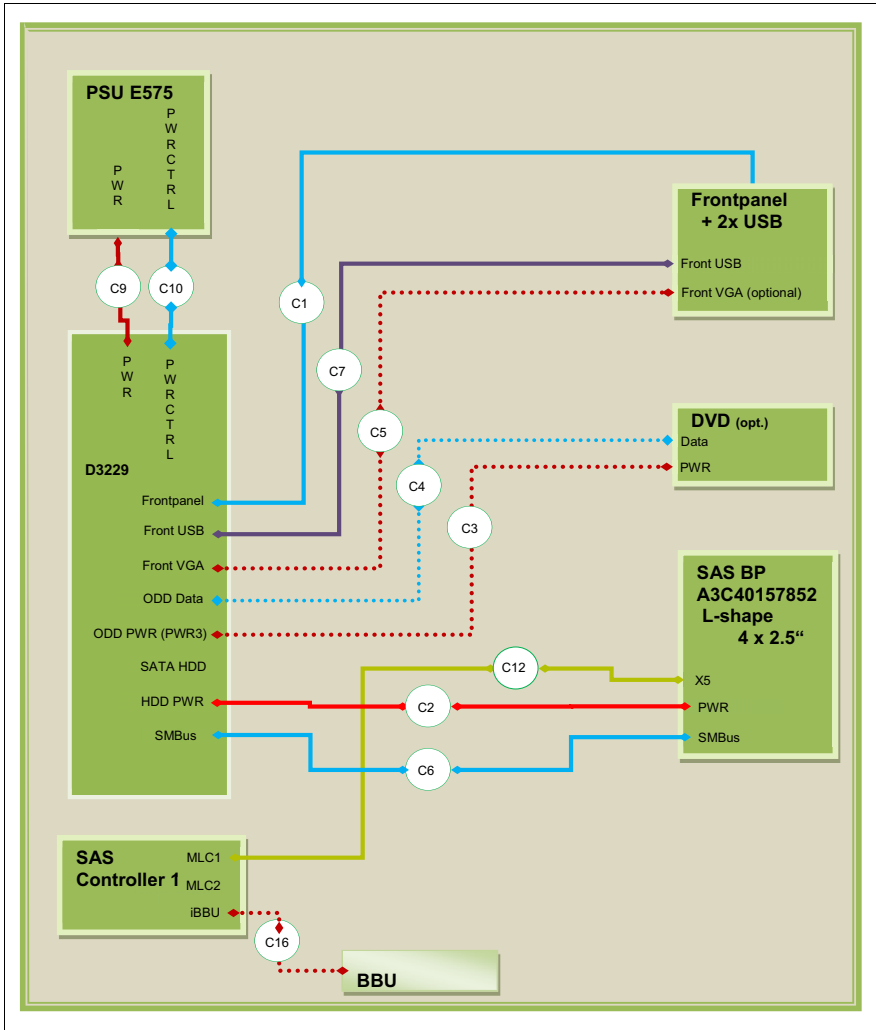 PSU E575
P
W
R
P
W
R
C
T
R
L
C9
C10
P
W
R
P
W
R
C
T
R
L
D3229
Frontpanel
Front USB
Front VGA
ODD Data
ODD PWR (PWR3)
SATA HDD
HDD PWR
SMBus
C1
C7
C5
C4
C3
C12
C2
C6
Frontpanel
+ 2x USB
Front USB
Front VGA (optional)
DVD (opt.)
Data
PWR
SAS BP
A3C40157852
L-shape
4 x 2.5“
X5
PWR
SMBus
SAS
Controller 1
MLC1
MLC2
iBBU
C16
BBU